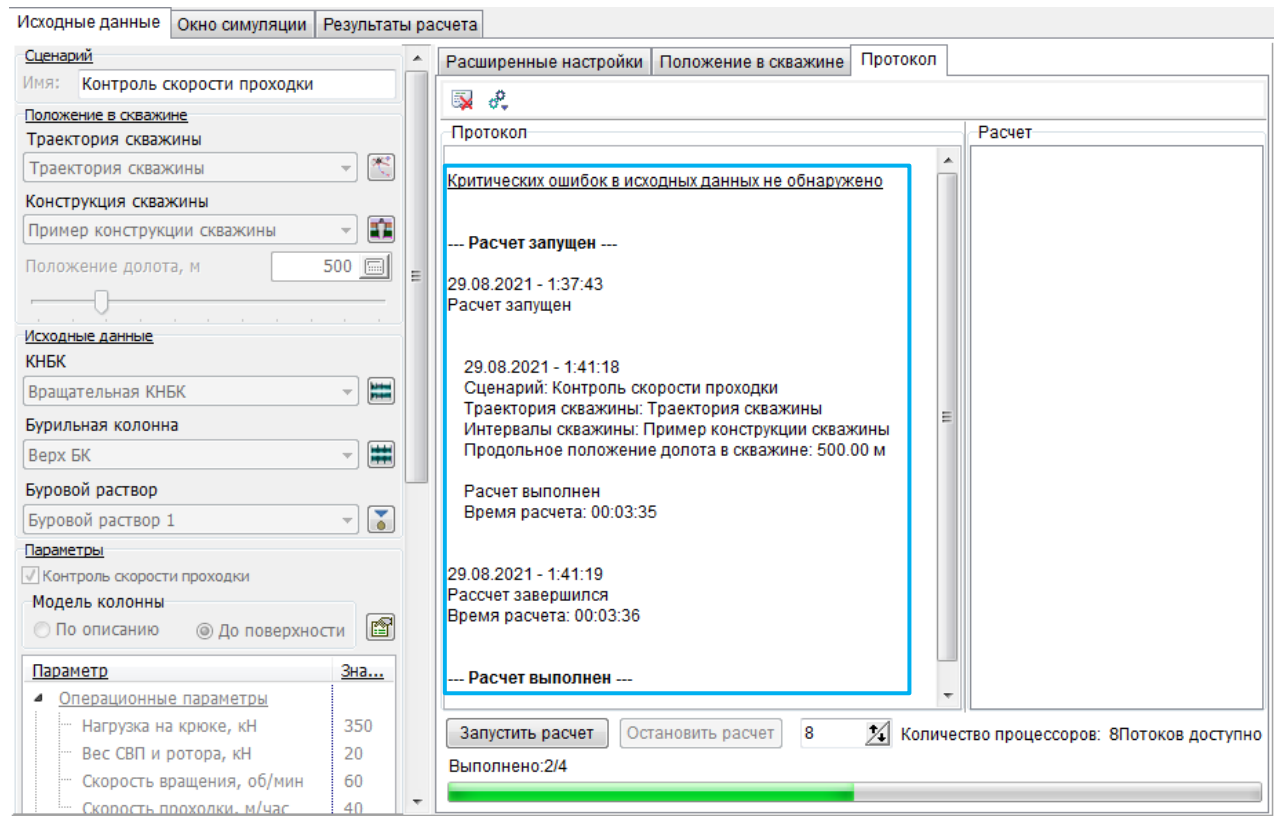 Исходные данные
Окно симуляции
Результаты расчета
Сценарий
Имя: Контроль скорости проходки
Положение в скважине
Траектория скважины
Траектория скважины
Конструкция скважины
Пример конструкции скважины
Положение долота, м 500
Исходные данные
КНБК
Вращательная КНБК
Бурильная колонна
Верх БК
Буровой раствор
Буровой раствор 1
Параметры
Контроль скорости проходки
Модель колонны
По описанию До поверхности
Параметр Зна...
Операционные параметры
Нагрузка на крюке, кН 350
Вес СВП и ротора, кН 20
Скорость вращения, об/мин 60
Скорость проходки, м/час 40
Расширенные настройки
Положение в скважине
Протокол
Протокол
Критических ошибок в исходных данных не обнаружено
--- Расчет запущен ---
29.08.2021 - 1:37:43
Расчет запущен
29.08.2021 - 1:41:18
Сценарий: Контроль скорости проходки
Траектория скважины: Траектория скважины
Интервалы скважины: Пример конструкции скважины
Продольное положение долота в скважине: 500.00 м
Расчет выполнен
Время расчета: 00:03:35
29.08.2021 - 1:41:19
Рассчет завершился
Время расчета: 00:03:36
--- Расчет выполнен ---
Расчет
Запустить расчет
Остановить расчет
8
Количество процессоров: 8Потоков доступно
Выполнено:2/4